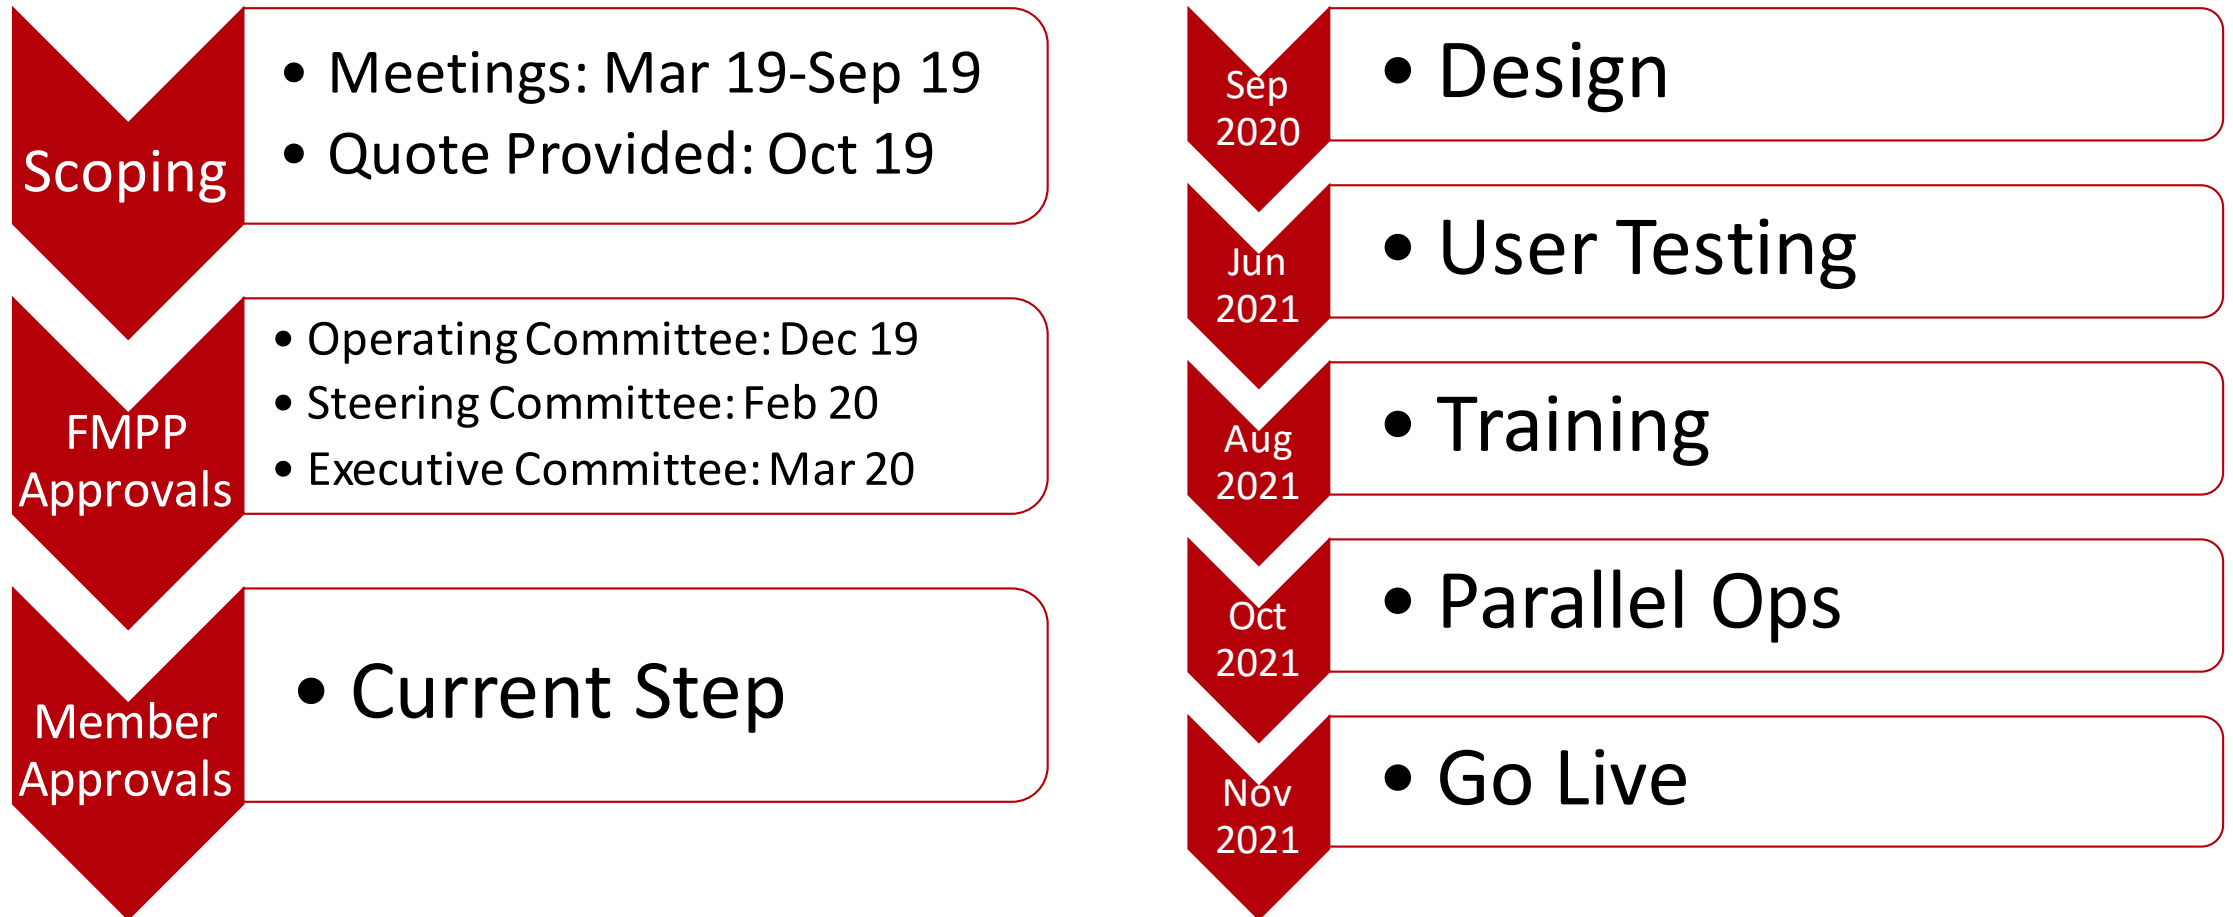 Scoping
• Meetings: Mar 19-Sep 19
• Quote Provided: Oct 19
FMPP
Approvals
• Operating Committee: Dec 19
• Steering Committee: Feb 20
• Executive Committee: Mar 20
Member
Approvals
• Current Step
Sep
2020
• Design
Jun
2021
• User Testing
Aug
2021
• Training
Oct
2021
• Parallel Ops
Nov
2021
• Go Live